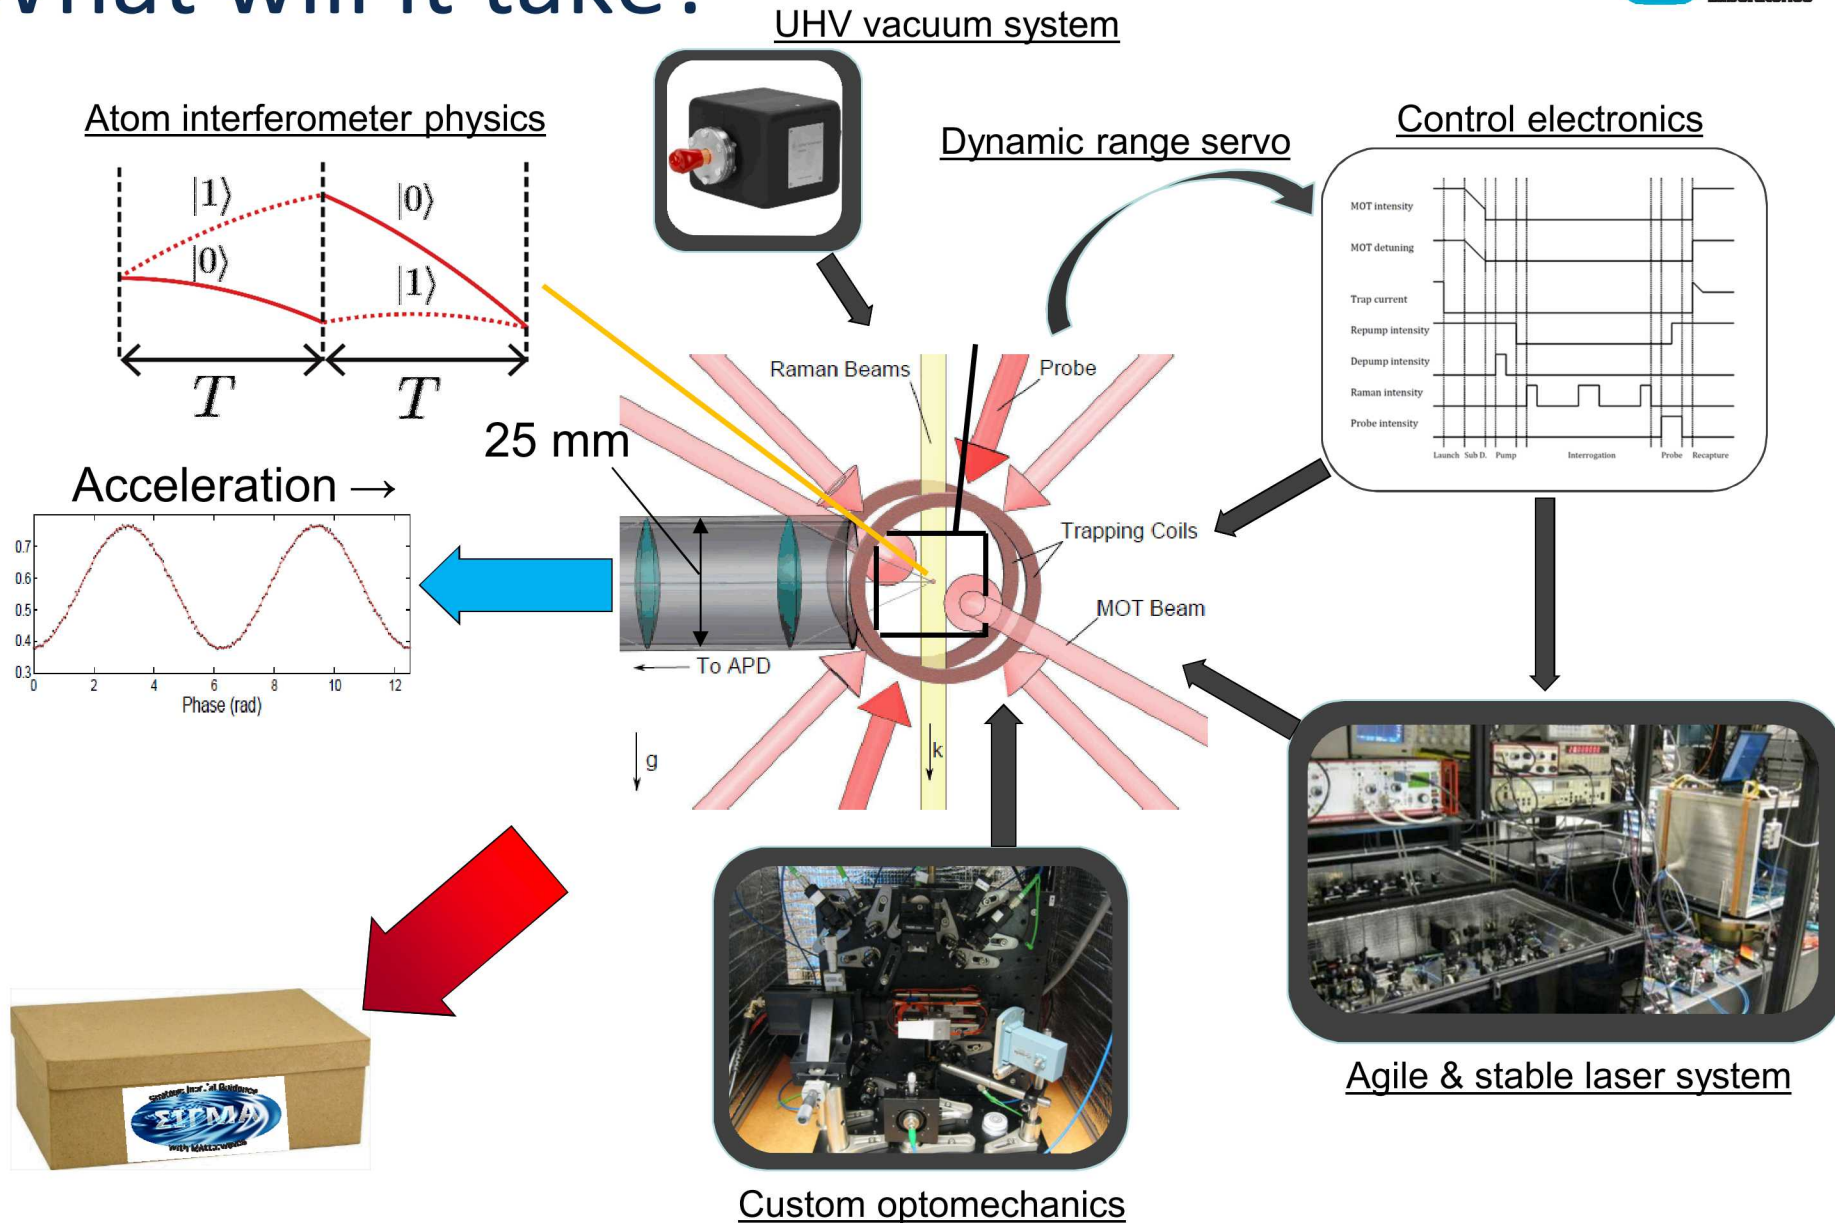 what will it take?
Laboratories
UHV vacuum system
Atom interferometer physics
|1⟩
|0⟩
|0⟩
|1⟩
T
T
Dynamic range servo
Control electronics
MOT intensity
MOT detuning
Trap current
Repump intensity
Depump intensity
Raman intensity
Probe intensity
Launch Sub D. Pump Interrogation Probe Recapture
Raman Beams
Probe
25 mm
Trapping Coils
MOT Beam
To APD
g
k
Acceleration →
0.7
0.6
0.5
0.4
0.3
0 2 4 6 8 10 12
Phase (rad)
Agile & stable laser system
Custom optomechanics
Guidance
ΣΙΓΜΑ
with